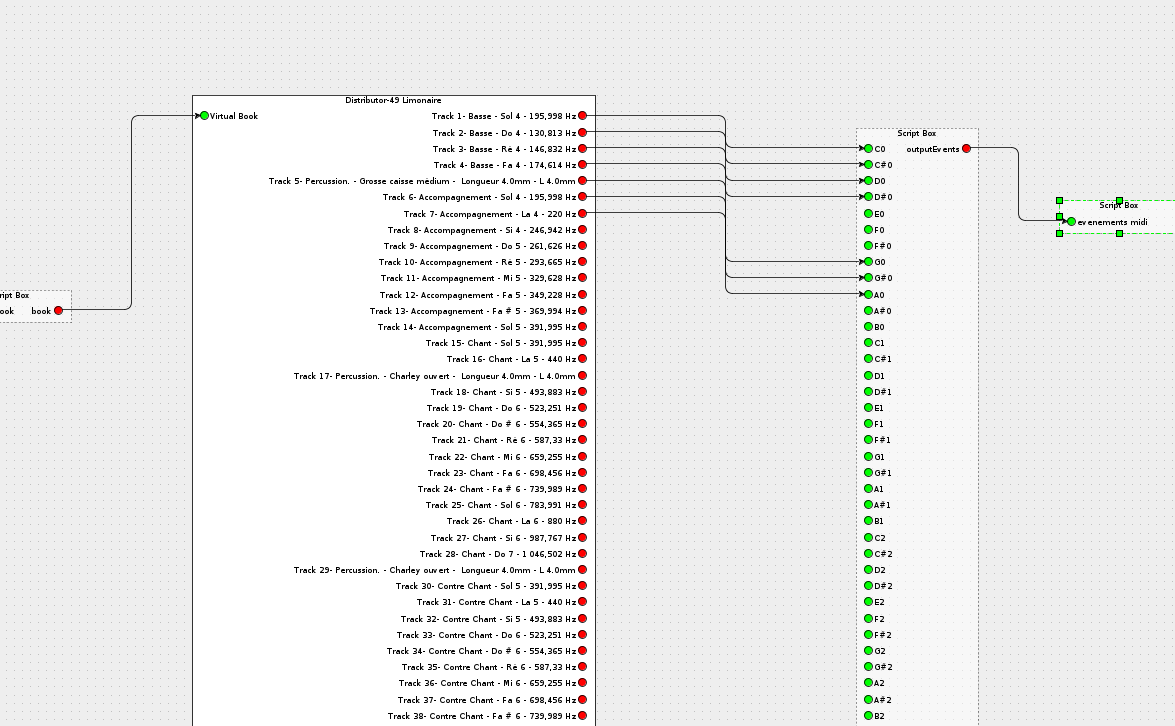 Distributor-49 Limonaire
Virtual Book
Track 1- Basse - Sol 4 - 195,998 Hz
Track 2- Basse - Do 4 - 130,813 Hz
Track 3- Basse - Ré 4 - 146,832 Hz
Track 4- Basse - Fa 4 - 174,614 Hz
Track 5- Percussion. - Grosse caisse médium - Longueur 4.0mm - L 4.0mm
Track 6- Accompagnement - Sol 4 - 195,998 Hz
Track 7- Accompagnement - La 4 - 220 Hz
Track 8- Accompagnement - Si 4 - 246,942 Hz
Track 9- Accompagnement - Do 5 - 261,626 Hz
Track 10- Accompagnement - Ré 5 - 293,665 Hz
Track 11- Accompagnement - Mi 5 - 329,628 Hz
Track 12- Accompagnement - Fa 5 - 349,228 Hz
Track 13- Accompagnement - Fa # 5 - 369,994 Hz
Track 14- Accompagnement - Sol 5 - 391,995 Hz
Track 15- Chant - Sol 5 - 391,995 Hz
Track 16- Chant - La 5 - 440 Hz
Track 17- Percussion. - Charley ouvert - Longueur 4.0mm - L 4.0mm
Track 18- Chant - Si 5 - 493,883 Hz
Track 19- Chant - Do 6 - 523,251 Hz
Track 20- Chant - Do # 6 - 554,365 Hz
Track 21- Chant - Ré 6 - 587,33 Hz
Track 22- Chant - Mi 6 - 659,255 Hz
Track 23- Chant - Fa 6 - 698,456 Hz
Track 24- Chant - Fa # 6 - 739,989 Hz
Track 25- Chant - Sol 6 - 783,991 Hz
Track 26- Chant - La 6 - 880 Hz
Track 27- Chant - Si 6 - 987,767 Hz
Track 28- Chant - Do 7 - 1 046,502 Hz
Track 29- Percussion. - Charley ouvert - Longueur 4.0mm - L 4.0mm
Track 30- Contre Chant - Sol 5 - 391,995 Hz
Track 31- Contre Chant - La 5 - 440 Hz
Track 32- Contre Chant - Si 5 - 493,883 Hz
Track 33- Contre Chant - Do 6 - 523,251 Hz
Track 34- Contre Chant - Do # 6 - 554,365 Hz
Track 35- Contre Chant - Ré 6 - 587,33 Hz
Track 36- Contre Chant - Mi 6 - 659,255 Hz
Track 37- Contre Chant - Fa 6 - 698,456 Hz
Track 38- Contre Chant - Fa # 6 - 739,989 Hz
ript Box
ook
book
Script Box
outputEvents
C0
C#0
D0
D#0
E0
F0
F#0
G0
G#0
A0
A#0
B0
C1
C#1
D1
D#1
E1
F1
F#1
G1
G#1
A1
A#1
B1
C2
C#2
D2
D#2
E2
F2
F#2
G2
G#2
A2
A#2
B2
Script Box
evenements midi